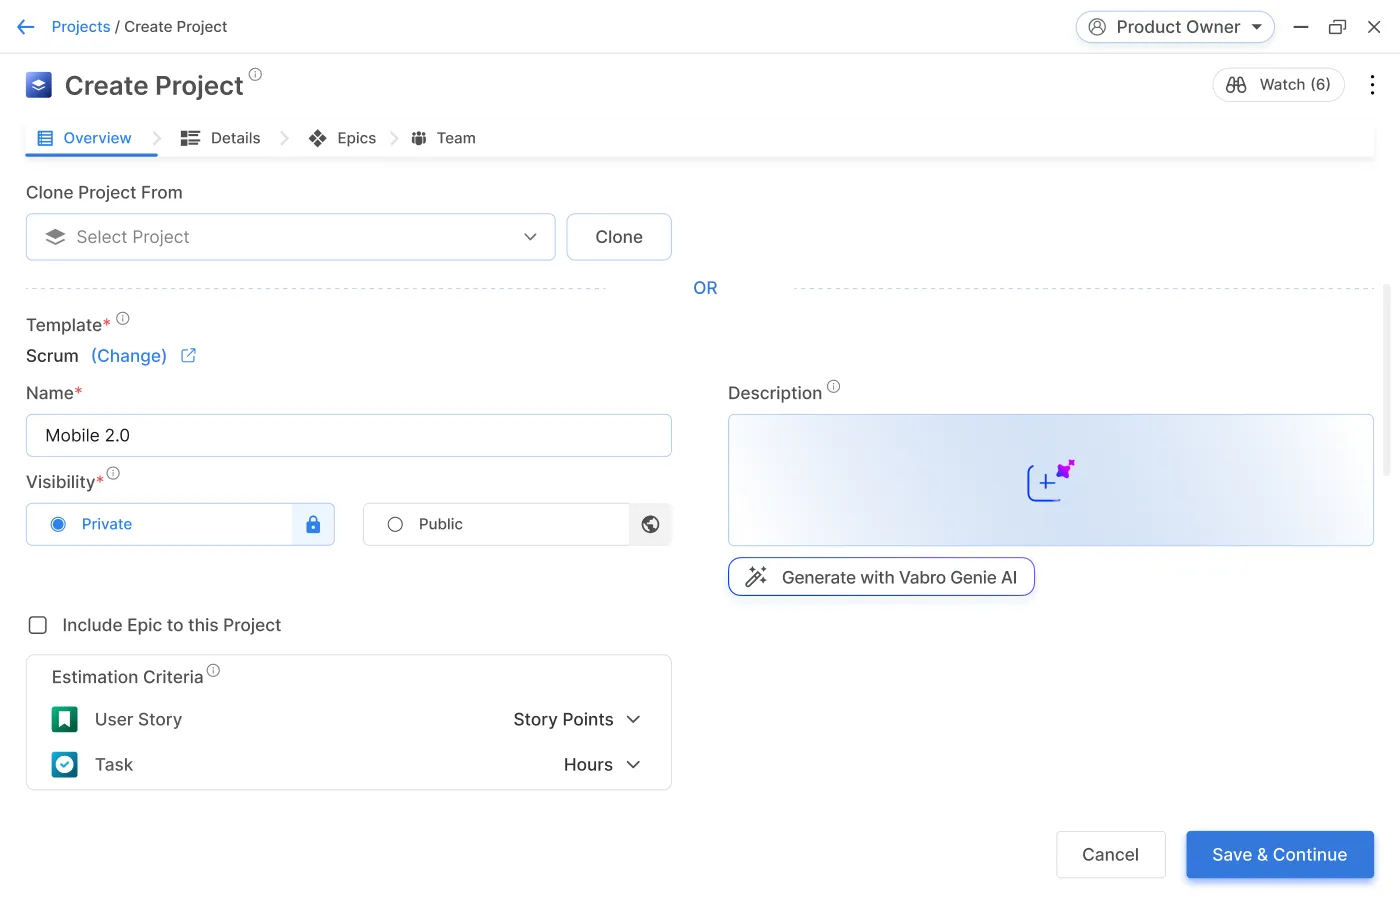 Projects / Create Project
Product Owner
Create Project
Watch (6)
Overview
Details
Epics
Team
Clone Project From
Select Project
Clone
OR
Template*
Scrum (Change)
Name*
Mobile 2.0
Description
Visibility*
Private
Public
Generate with Vabro Genie AI
Include Epic to this Project
Estimation Criteria
User Story
Story Points
Task
Hours
Cancel
Save & Continue